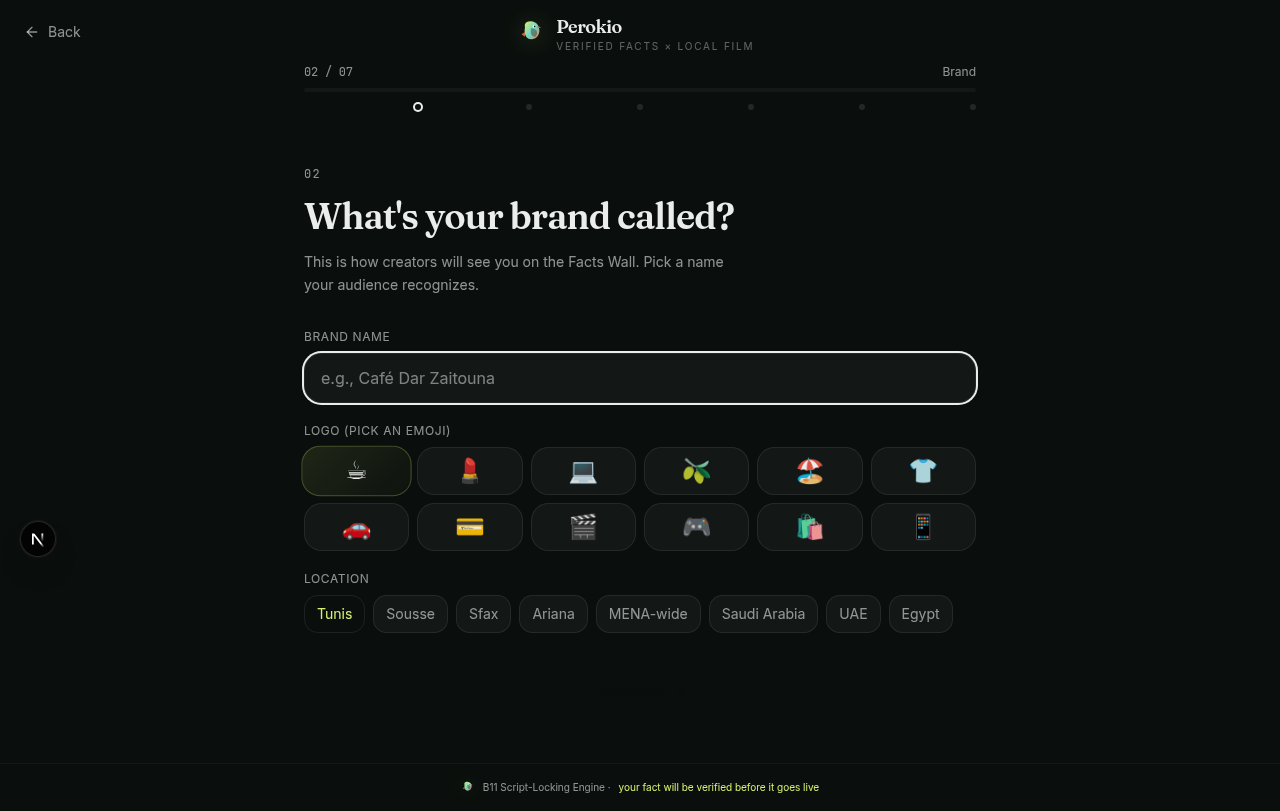 Back
Perokio
VERIFIED FACTS × LOCAL FILM
02 / 07
Brand
02
What's your brand called?
This is how creators will see you on the Facts Wall. Pick a name
your audience recognizes.
BRAND NAME
e.g., Café Dar Zaitouna
LOGO (PICK AN EMOJI)
N
LOCATION
Tunis Sousse Sfax Ariana MENA-wide Saudi Arabia UAE Egypt
B11 Script-Locking Engine · your fact will be verified before it goes live